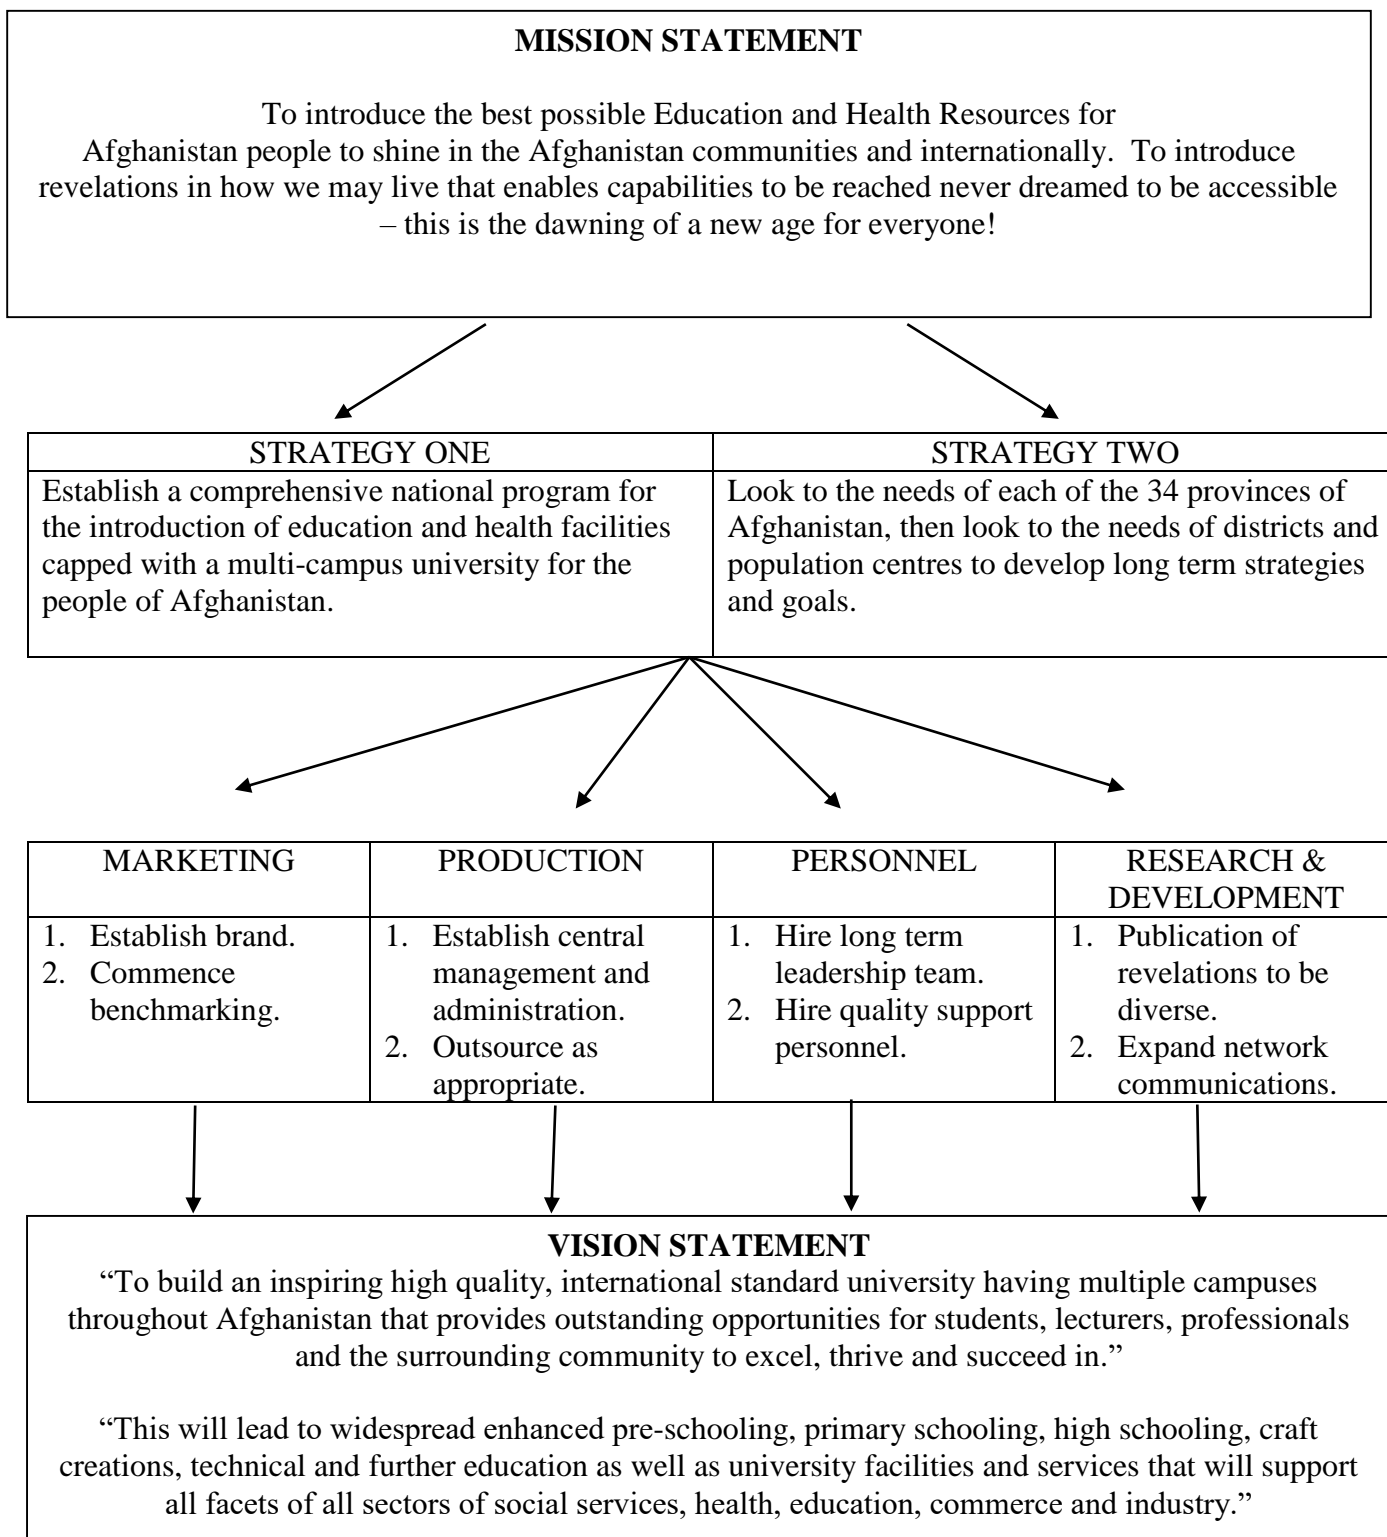 MISSION STATEMENT
To introduce the best possible Education and Health Resources for
Afghanistan people to shine in the Afghanistan communities and internationally.  To introduce
revelations in how we may live that enables capabilities to be reached never dreamed to be accessible
– this is the dawning of a new age for everyone!
STRATEGY ONE
Establish a comprehensive national program for
the introduction of education and health facilities
capped with a multi-campus university for the
people of Afghanistan.
STRATEGY TWO
Look to the needs of each of the 34 provinces of
Afghanistan, then look to the needs of districts and
population centres to develop long term strategies
and goals.
MARKETING
1. Establish brand.
2. Commence
benchmarking.
PRODUCTION
1. Establish central
management and
administration.
2. Outsource as
appropriate.
PERSONNEL
1. Hire long term
leadership team.
2. Hire quality support
personnel.
RESEARCH &
DEVELOPMENT
1. Publication of
revelations to be
diverse.
2. Expand network
communications.
VISION STATEMENT
“To build an inspiring high quality, international standard university having multiple campuses
throughout Afghanistan that provides outstanding opportunities for students, lecturers, professionals
and the surrounding community to excel, thrive and succeed in.”
“This will lead to widespread enhanced pre-schooling, primary schooling, high schooling, craft
creations, technical and further education as well as university facilities and services that will support
all facets of all sectors of social services, health, education, commerce and industry.”